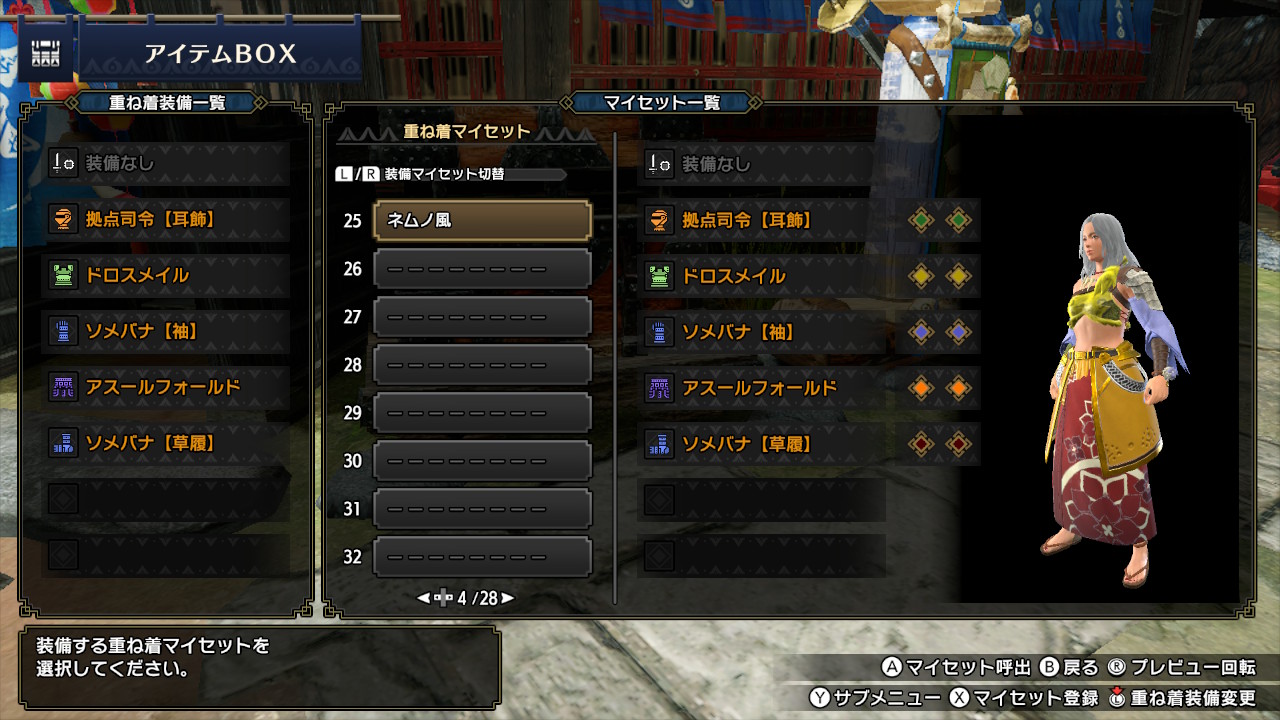 アイテムBOX
重ね着装備一覧
装備なし
拠点司令【耳飾】
ドロスメイル
ソメバナ【袖】
アスールフォールド
ソメバナ【草履】
マイセット一覧
重ね着マイセット
L/R 装備マイセット切替
25 ネムノ風
26 ――――――――
27 ――――――――
28 ――――――――
29 ――――――――
30 ――――――――
31 ――――――――
32 ――――――――
4/28
装備なし
拠点司令【耳飾】
ドロスメイル
ソメバナ【袖】
アスールフォールド
ソメバナ【草履】
装備する重ね着マイセットを
選択してください。
Aマイセット呼出 B戻る Rプレビュー回転
Yサブメニュー Xマイセット登録 L重ね着装備変更